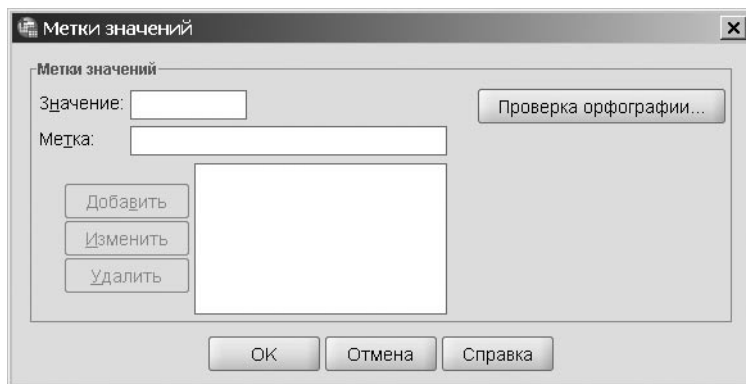 Метки значений
Метки значений
Значение:
Проверка орфографии...
Метка:
Добавить
Изменить
Удалить
OK
Отмена
Справка